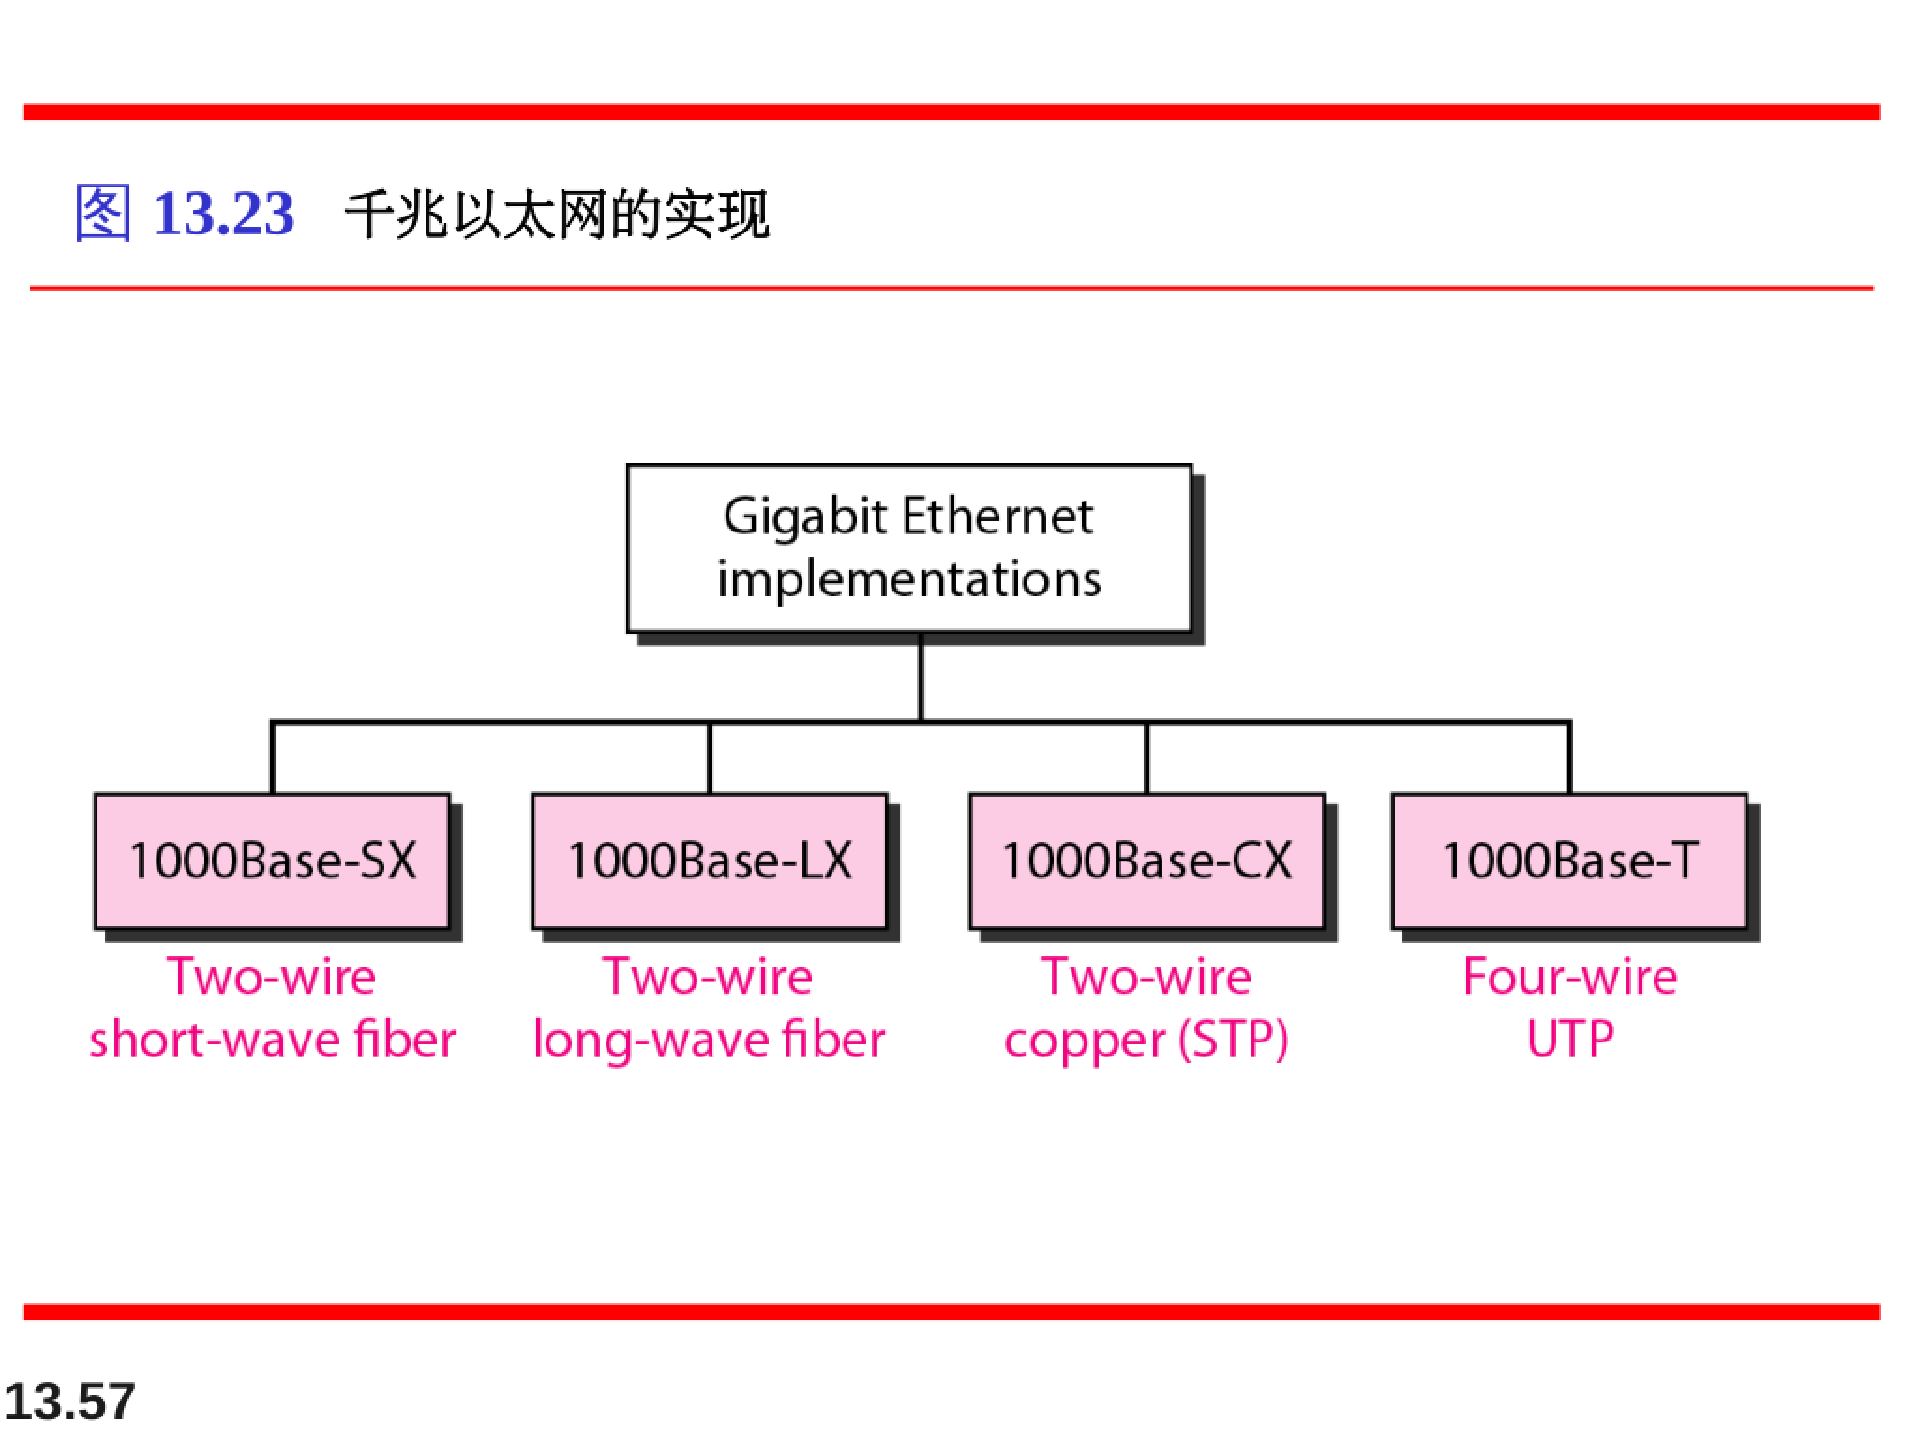 图 13.23 千兆以太网的实现
Gigabit Ethernet
implementations
1000Base-SX
1000Base-LX
1000Base-CX
1000Base-T
Two-wire
short-wave fiber
Two-wire
long-wave fiber
Two-wire
copper (STP)
Four-wire
UTP
13.57